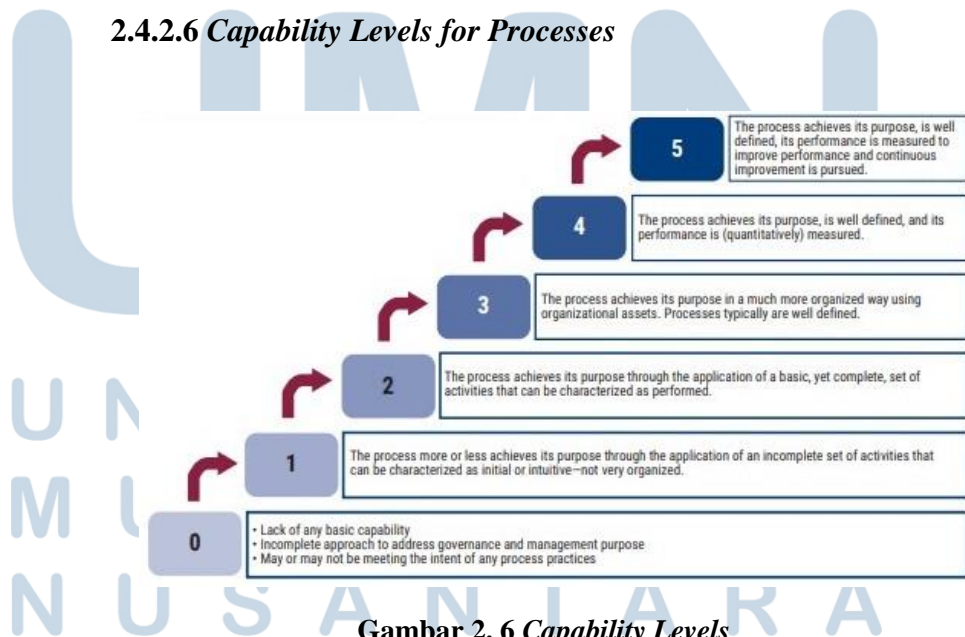 2.4.2.6 Capability Levels for Processes
5
The process achieves its purpose, is well
defined, its performance is measured to
improve performance and continuous
improvement is pursued.
4
The process achieves its purpose, is well defined, and its
performance is (quantitatively) measured.
3
The process achieves its purpose in a much more organized way using
organizational assets. Processes typically are well defined.
2
The process achieves its purpose through the application of a basic, yet complete, set of
activities that can be characterized as performed.
1
The process more or less achieves its purpose through the application of an incomplete set of activities that
can be characterized as initial or intuitive—not very organized.
0
• Lack of any basic capability
• Incomplete approach to address governance and management purpose
• May or may not be meeting the intent of any process practices
U N
M U
N U S A N T A R A
Gambar 2. 6 Capability Levels